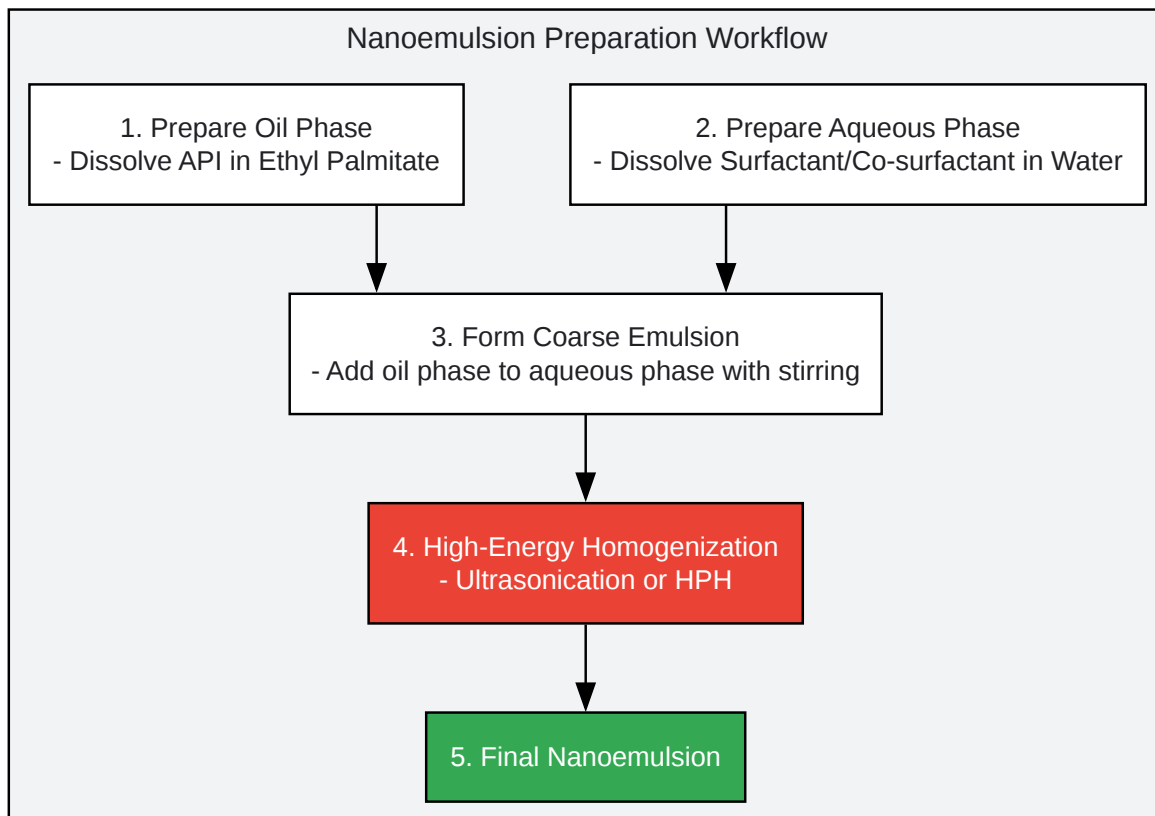 Nanoemulsion Preparation Workflow
1. Prepare Oil Phase
- Dissolve API in Ethyl Palmitate
2. Prepare Aqueous Phase
- Dissolve Surfactant/Co-surfactant in Water
3. Form Coarse Emulsion
- Add oil phase to aqueous phase with stirring
4. High-Energy Homogenization
- Ultrasonication or HPH
5. Final Nanoemulsion